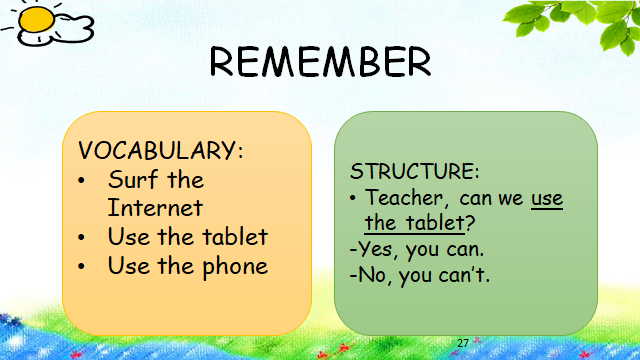 REMEMBER
VOCABULARY:
• Surf the
Internet
• Use the tablet
• Use the phone
STRUCTURE:
• Teacher, can we use
the tablet?
-Yes, you can.
-No, you can’t.
27